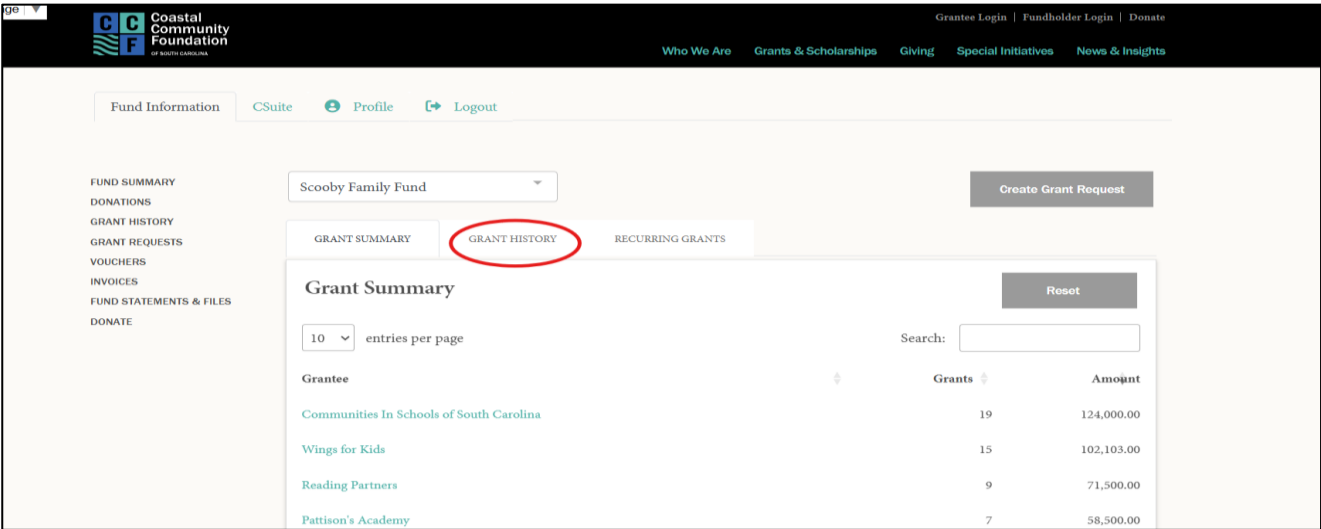 ge
Coastal
Community
Foundation
OF SOUTH CAROLINA
CCF
Grantee Login | Fundholder Login | Donate
Who We Are Grants & Scholarships Giving Special Initiatives News & Insights
Fund Information CSuite Profile Logout
FUND SUMMARY
DONATIONS
GRANT HISTORY
GRANT REQUESTS
VOUCHERS
INVOICES
FUND STATEMENTS & FILES
DONATE
Scooby Family Fund
Create Grant Request
GRANT SUMMARY GRANT HISTORY RECURRING GRANTS
Grant Summary
Reset
10 entries per page
Search:
Grantee Grants Amount
Communities In Schools of South Carolina 19 124,000.00
Wings for Kids 15 102,103.00
Reading Partners 9 71,500.00
Pattison's Academy 7 58,500.00